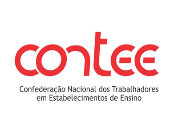 contee
Confederação Nacional dos Trabalhadores
em Estabelecimentos de Ensino